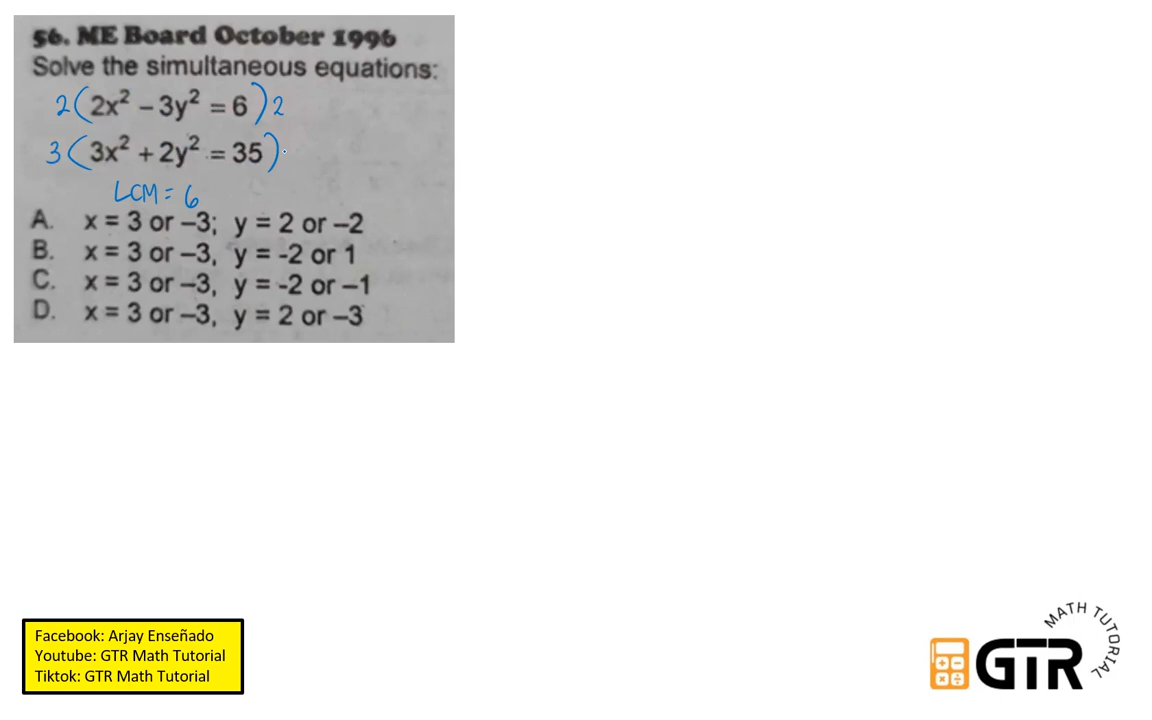 56. ME Board October 1996
Solve the simultaneous equations:
2(2x² – 3y² = 6)2
3(3x² + 2y² = 35)
LCM = 6
A. x = 3 or –3; y = 2 or –2
B. x = 3 or –3, y = -2 or 1
C. x = 3 or –3, y = -2 or –1
D. x = 3 or –3, y = 2 or –3
Facebook: Arjay Enseñado
Youtube: GTR Math Tutorial
Tiktok: GTR Math Tutorial
GTR
MATH TUTORIAL